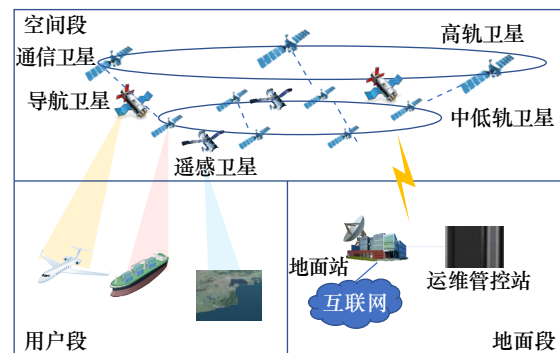 空间段
高轨卫星
通信卫星
导航卫星
中低轨卫星
遥感卫星
地面站
运维管控站
互联网
用户段
地面段